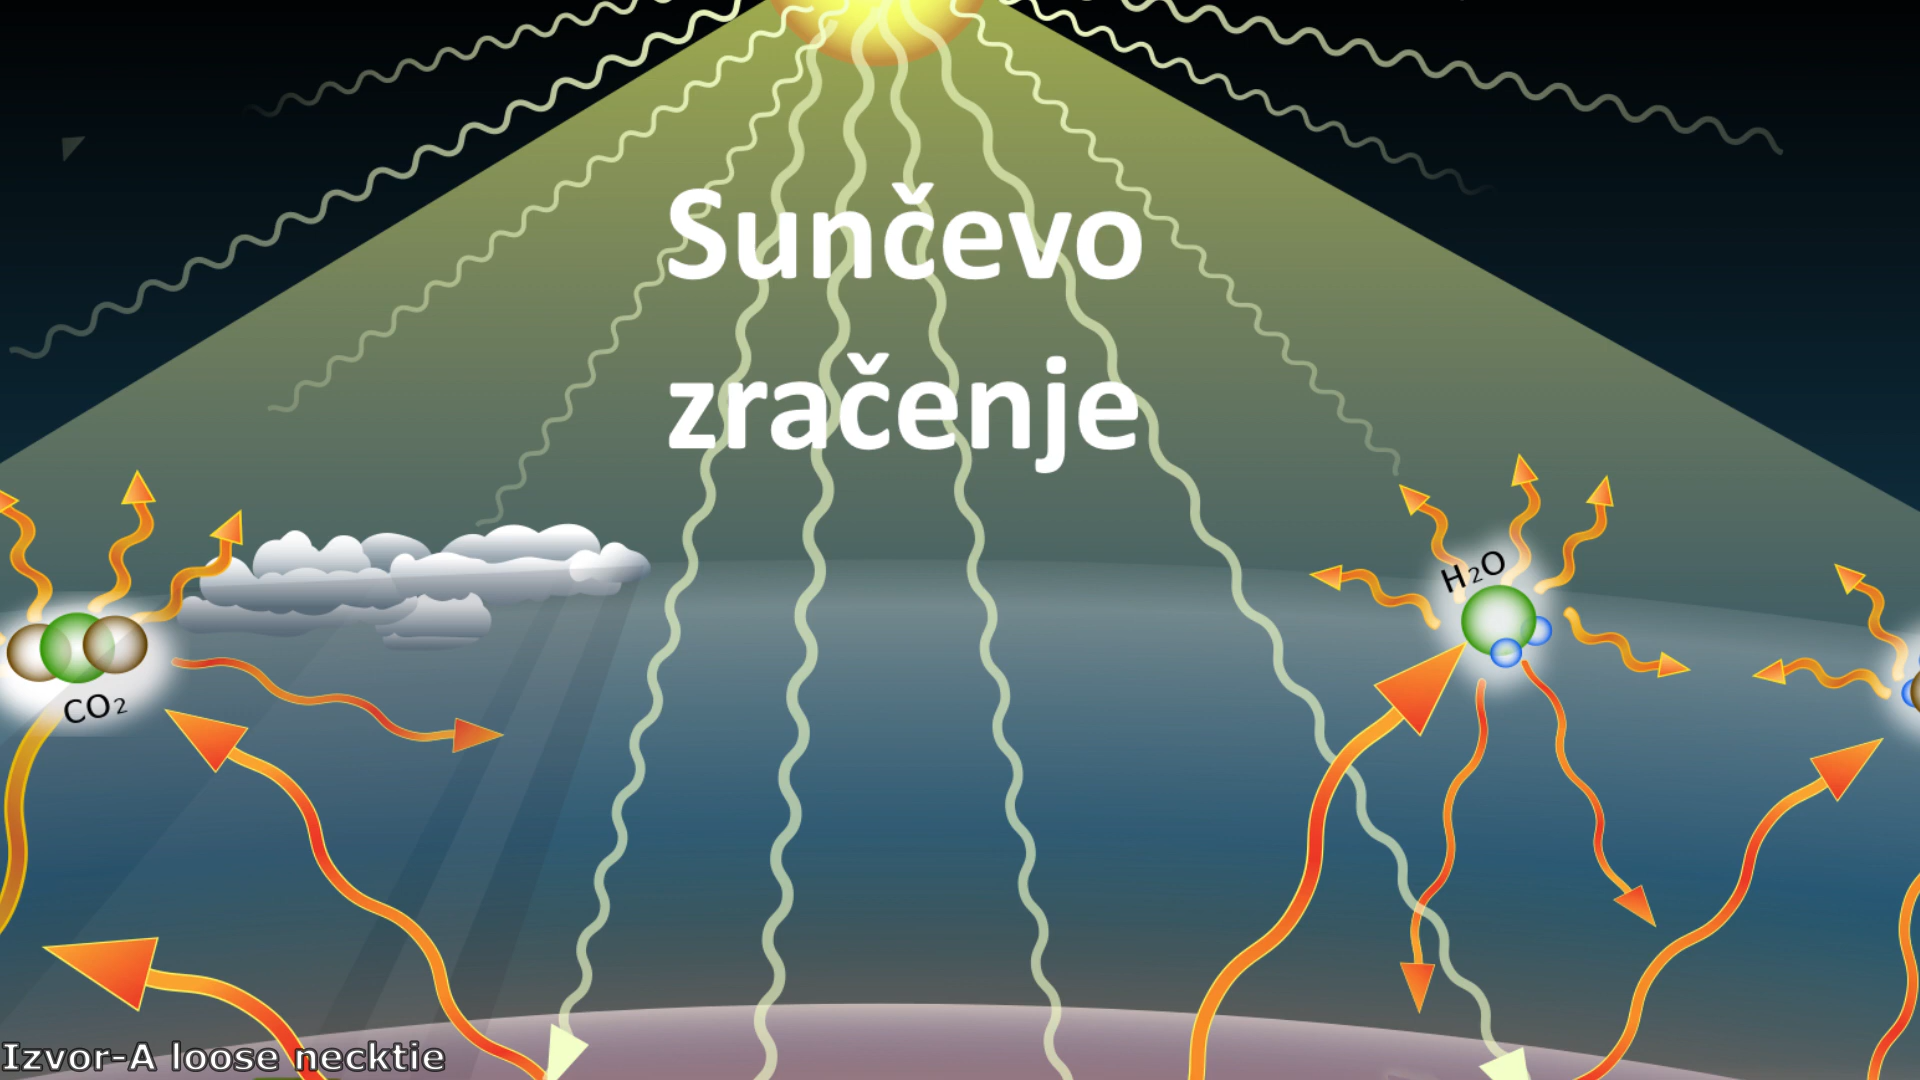 Sunčevo
zračenje
H₂O
CO₂
Izvor-A loose necktie